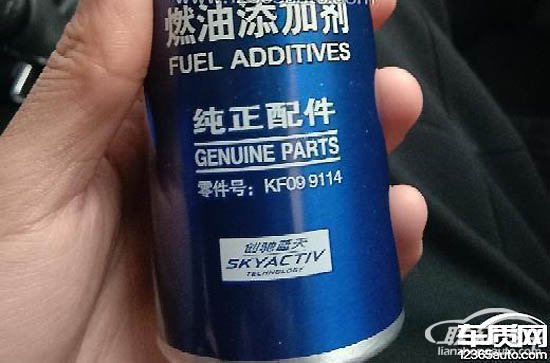 燃油添加剂
FUEL ADDITIVES
纯正配件
GENUINE PARTS
零件号：KF09 9114
创驰蓝天
SKYACTIV
TECHNOLOGY
车质网
12365auto.com